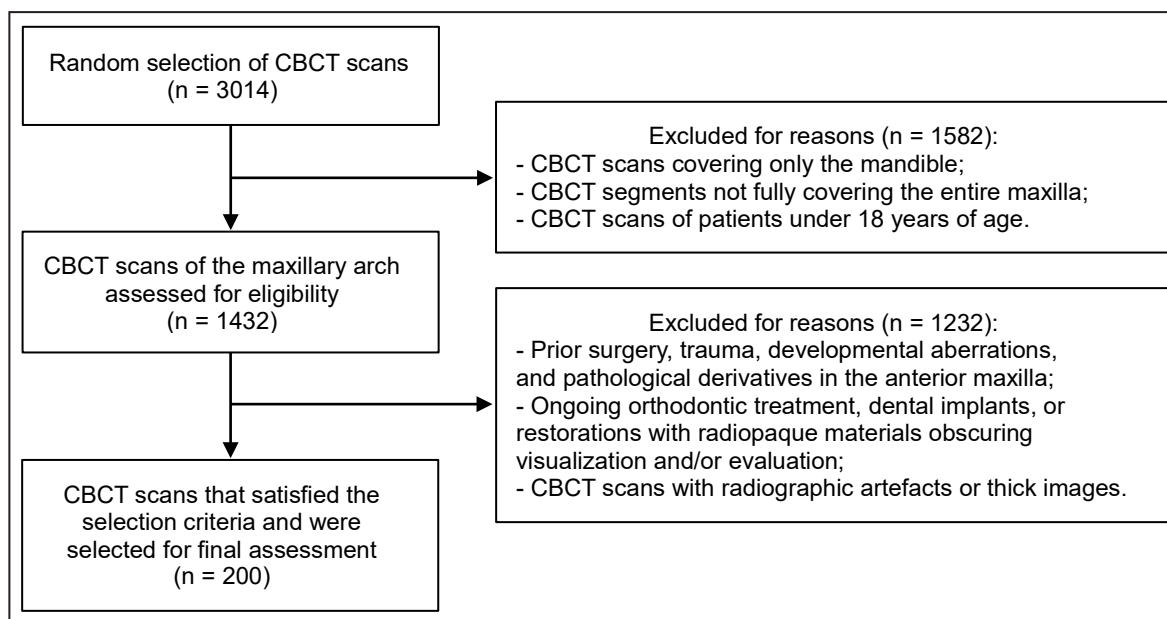 Random selection of CBCT scans
(n = 3014)
Excluded for reasons (n = 1582):
- CBCT scans covering only the mandible;
- CBCT segments not fully covering the entire maxilla;
- CBCT scans of patients under 18 years of age.
CBCT scans of the maxillary arch
assessed for eligibility
(n = 1432)
Excluded for reasons (n = 1232):
- Prior surgery, trauma, developmental aberrations,
and pathological derivatives in the anterior maxilla;
- Ongoing orthodontic treatment, dental implants, or
restorations with radiopaque materials obscuring
visualization and/or evaluation;
- CBCT scans with radiographic artefacts or thick images.
CBCT scans that satisfied the
selection criteria and were
selected for final assessment
(n = 200)